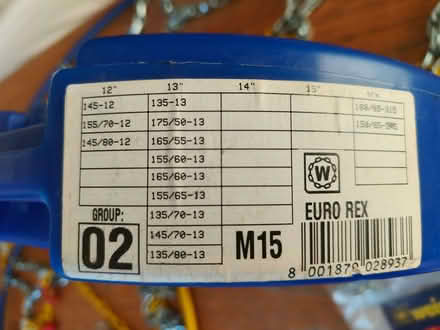 12" 13" 14" 15"
145-12 135-13
155/70-12 175/50-13
145/80-12 165/55-13
155/60-13
165/60-13
155/65-13
135/70-13
145/70-13
135/80-13
GROUP:
02
M15
W
EURO REX
8 001879 028937